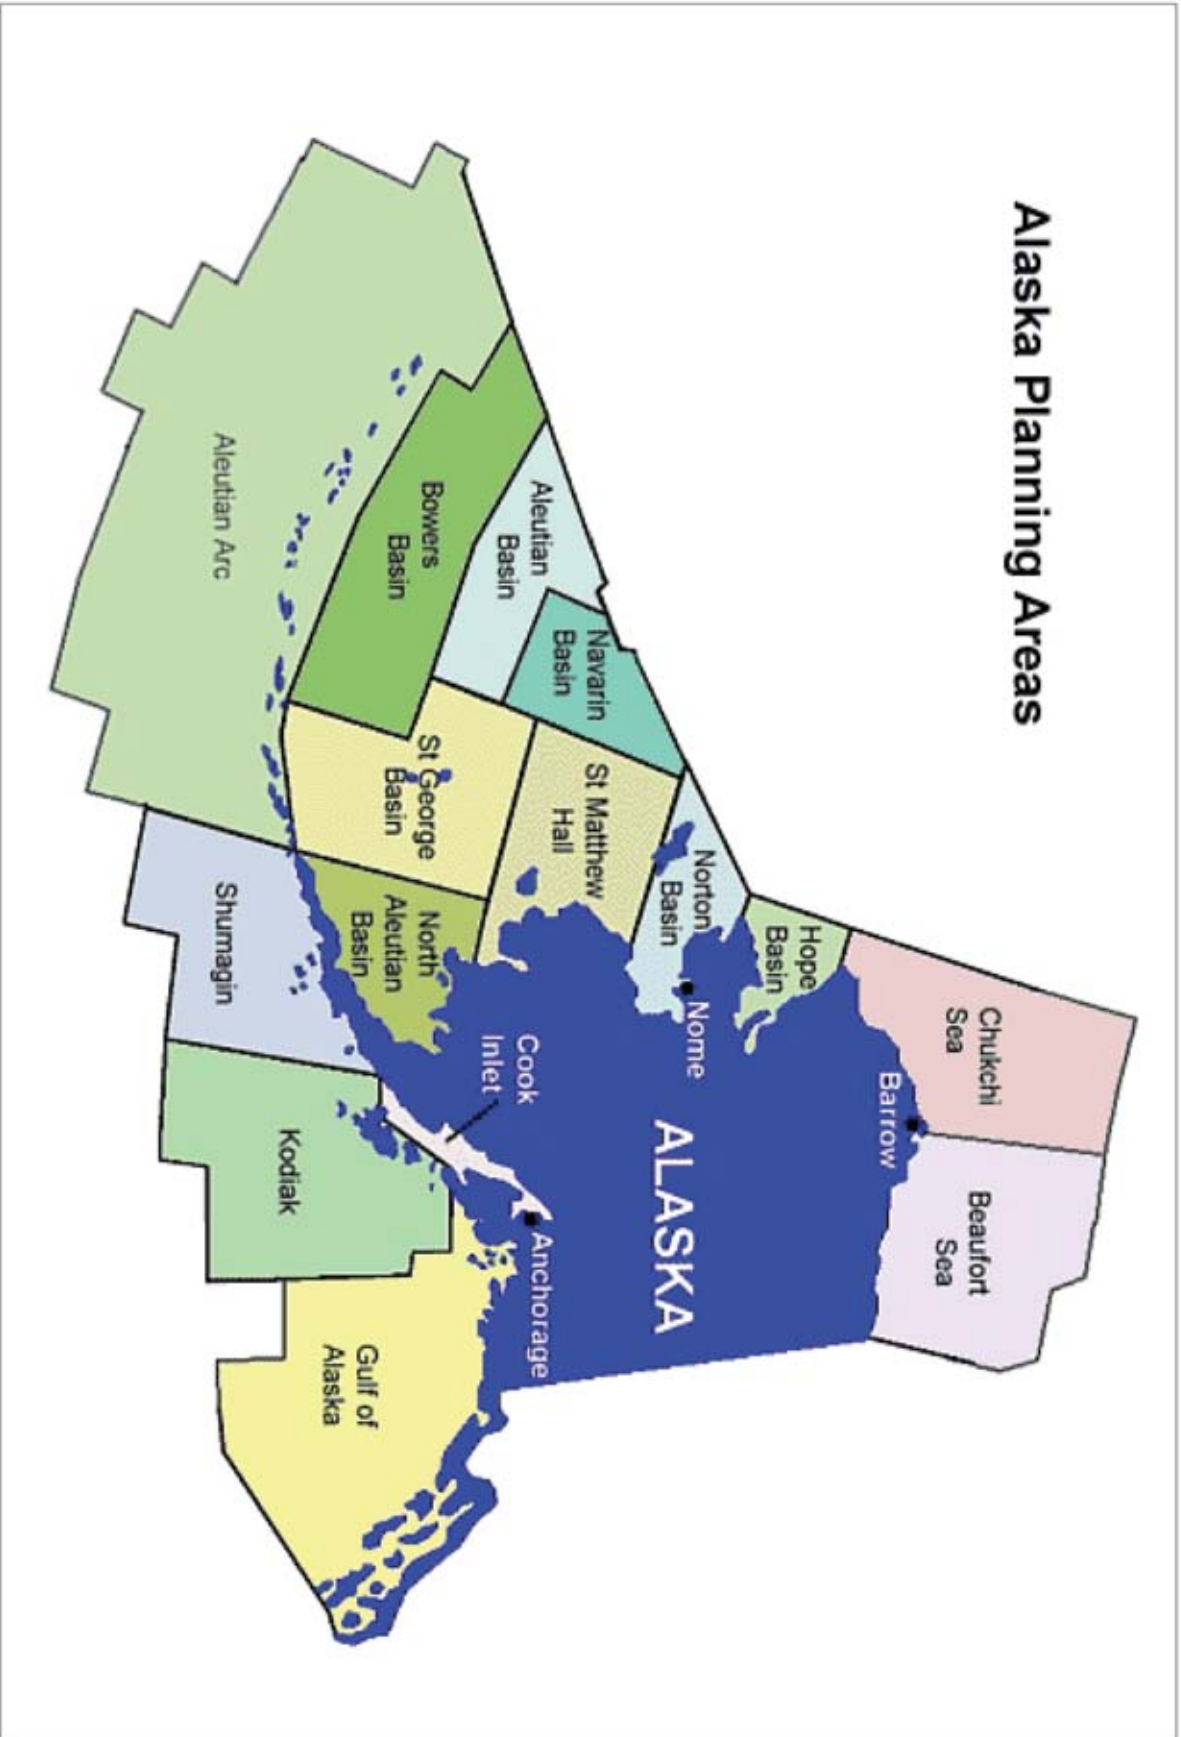 Alaska Planning Areas
Chukchi
Sea
Beaufort
Sea
Barrow
Hope
Basin
Norton
Basin
Nome
ALASKA
Navarin
Basin
St Matthew
Hall
Aleutian
Basin
Bowers
Basin
St George
Basin
North
Aleutian
Basin
Cook
Inlet
Anchorage
Aleutian Arc
Shumagin
Kodiak
Gulf of
Alaska